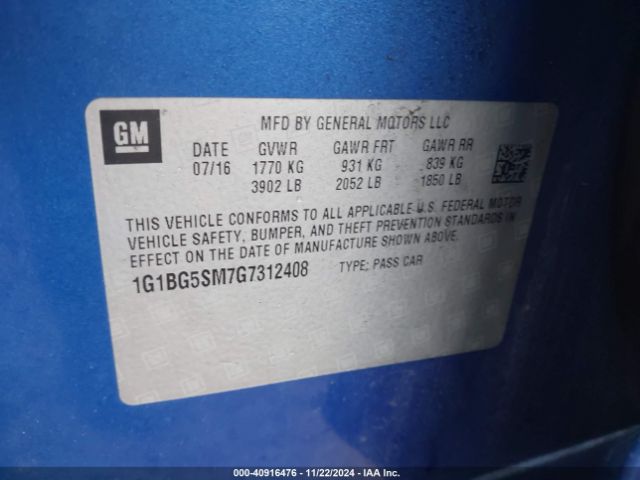 GM
MFD BY GENERAL MOTORS LLC
DATE GVWR GAWR FRT GAWR RR
07/16 1770 KG 931 KG 839 KG
3902 LB 2052 LB 1850 LB
THIS VEHICLE CONFORMS TO ALL APPLICABLE U.S. FEDERAL MOTOR
VEHICLE SAFETY, BUMPER, AND THEFT PREVENTION STANDARDS IN
EFFECT ON THE DATE OF MANUFACTURE SHOWN ABOVE.
1G1BG5SM7G7312408 TYPE: PASS CAR
000-40916476 - 11/22/2024 - IAA Inc.